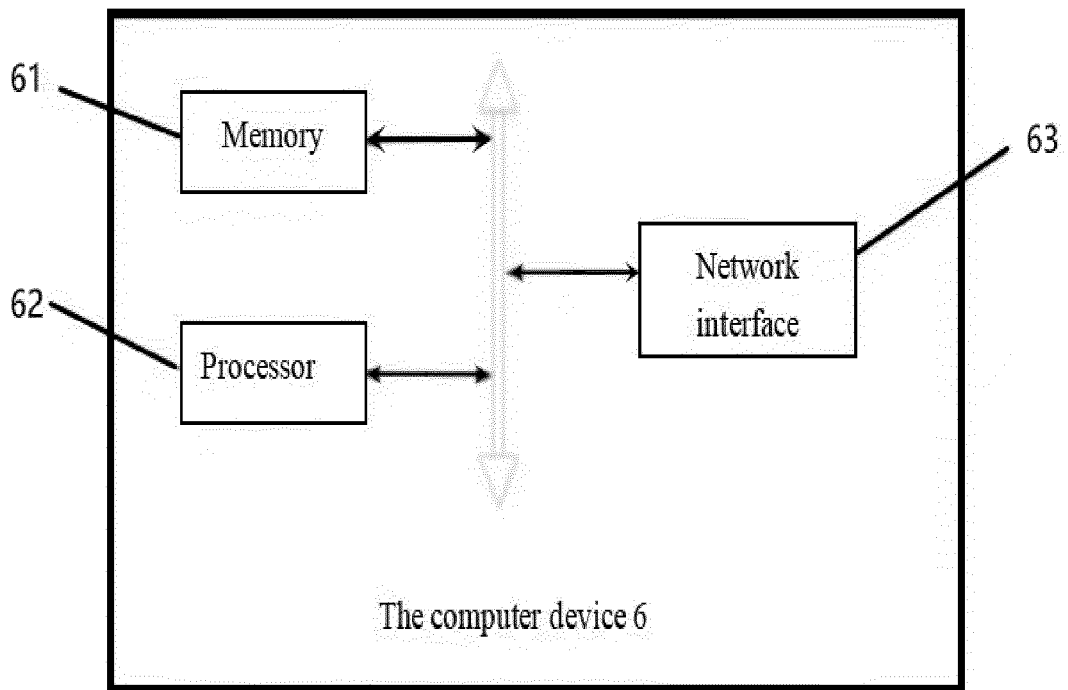 61
Memory
63
Network
interface
62
Processor
The computer device 6